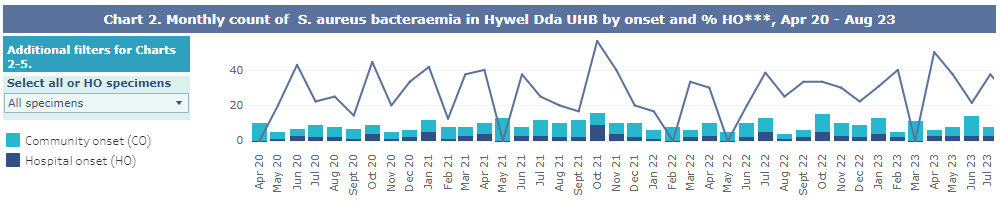 Chart 2. Monthly count of  S. aureus bacteraemia in Hywel Dda UHB by onset and % HO***, Apr 20 - Aug 23
Additional filters for Charts
2-5.
Select all or HO specimens
All specimens
Community onset (CO)
Hospital onset (HO)
40
20
0
Apr 20
May 20
Jun 20
Jul 20
Aug 20
Sept 20
Oct 20
Nov 20
Dec 20
Jan 21
Feb 21
Mar 21
Apr 21
May 21
Jun 21
Jul 21
Aug 21
Sept 21
Oct 21
Nov 21
Dec 21
Jan 22
Feb 22
Mar 22
Apr 22
May 22
Jun 22
Jul 22
Aug 22
Sept 22
Oct 22
Nov 22
Dec 22
Jan 23
Feb 23
Mar 23
Apr 23
May 23
Jun 23
Jul 23